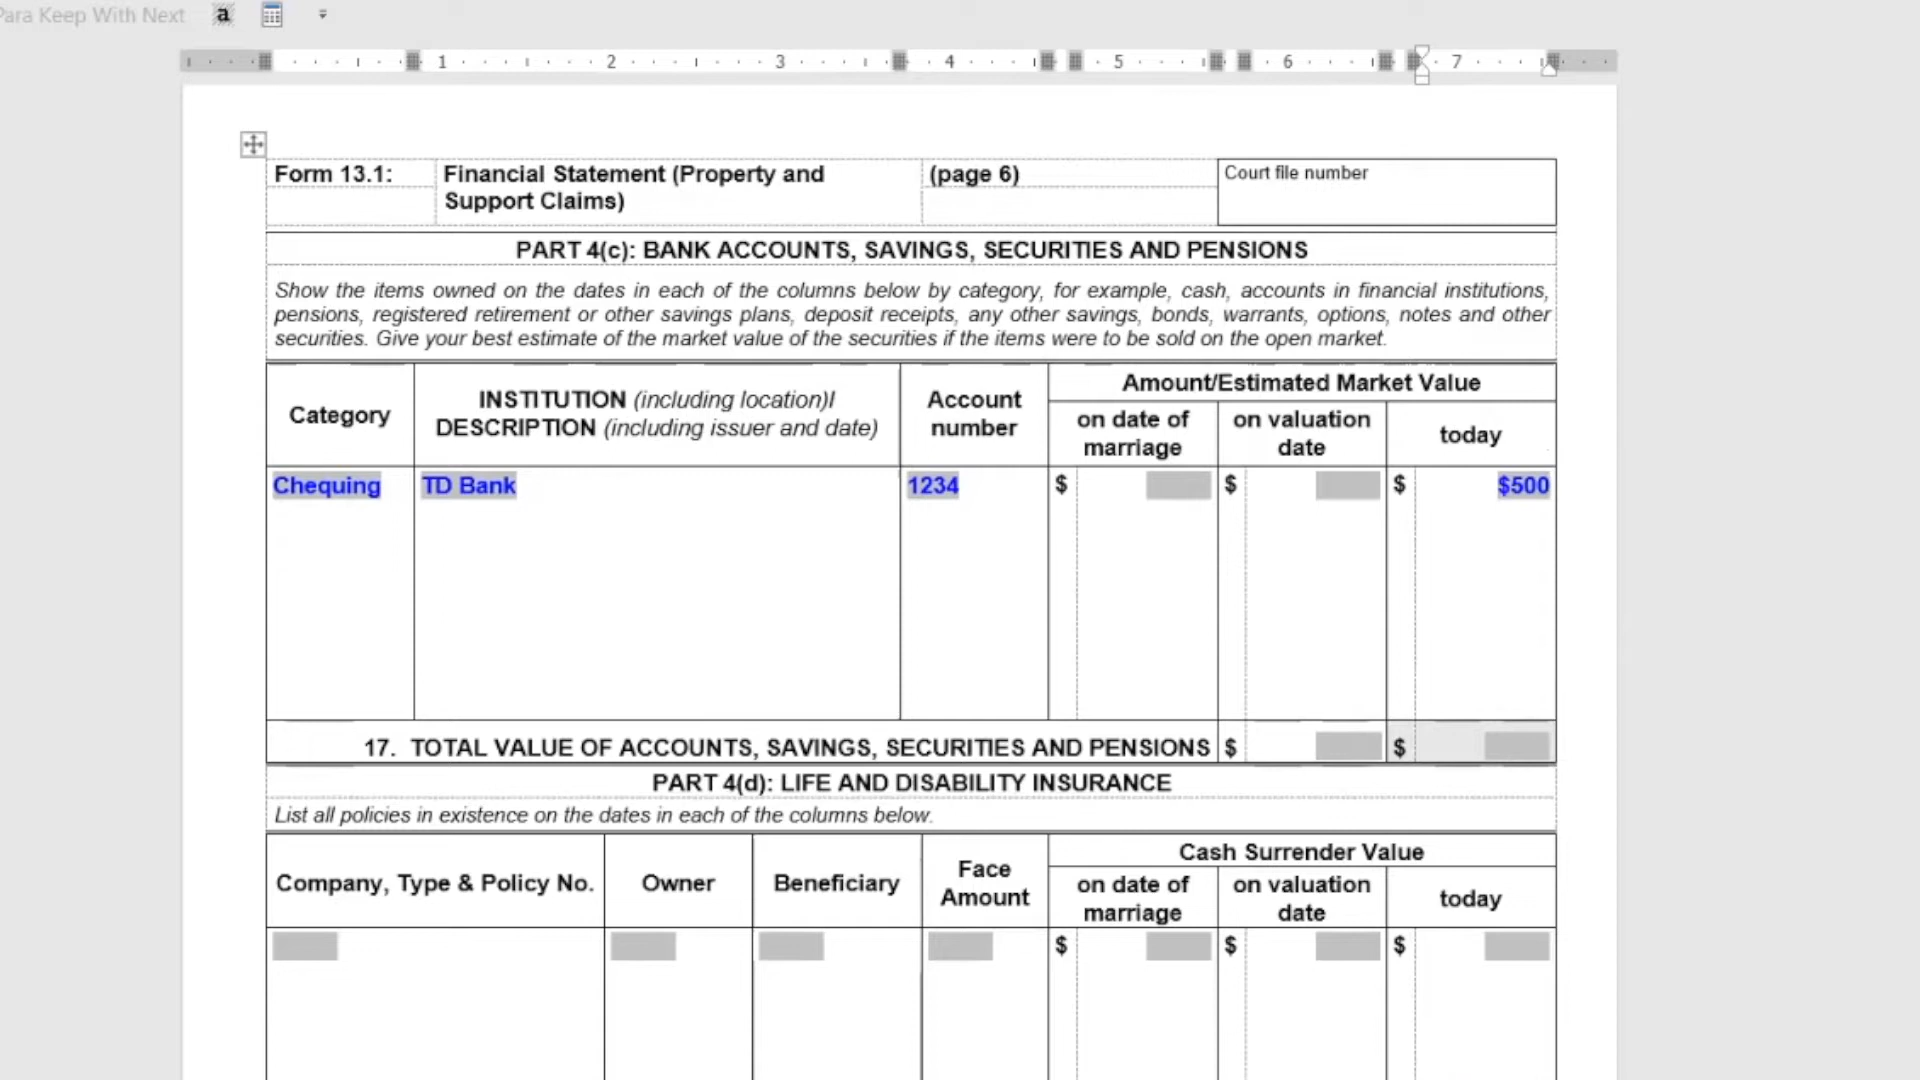 Para Keep With Next
1 2 3 4 5 6 7
Form 13.1: Financial Statement (Property and (page 6) Court file number
Support Claims)
PART 4(c): BANK ACCOUNTS, SAVINGS, SECURITIES AND PENSIONS
Show the items owned on the dates in each of the columns below by category, for example, cash, accounts in financial institutions,
pensions, registered retirement or other savings plans, deposit receipts, any other savings, bonds, warrants, options, notes and other
securities. Give your best estimate of the market value of the securities if the items were to be sold on the open market.
Category
INSTITUTION (including location)/
DESCRIPTION (including issuer and date)
Account
number
Amount/Estimated Market Value
on date of
marriage
on valuation
date
today
Chequing TD Bank 1234 $ $ $ $500
17. TOTAL VALUE OF ACCOUNTS, SAVINGS, SECURITIES AND PENSIONS $ $
PART 4(d): LIFE AND DISABILITY INSURANCE
List all policies in existence on the dates in each of the columns below.
Company, Type & Policy No.
Owner
Beneficiary
Face
Amount
Cash Surrender Value
on date of
marriage
on valuation
date
today
$ $ $